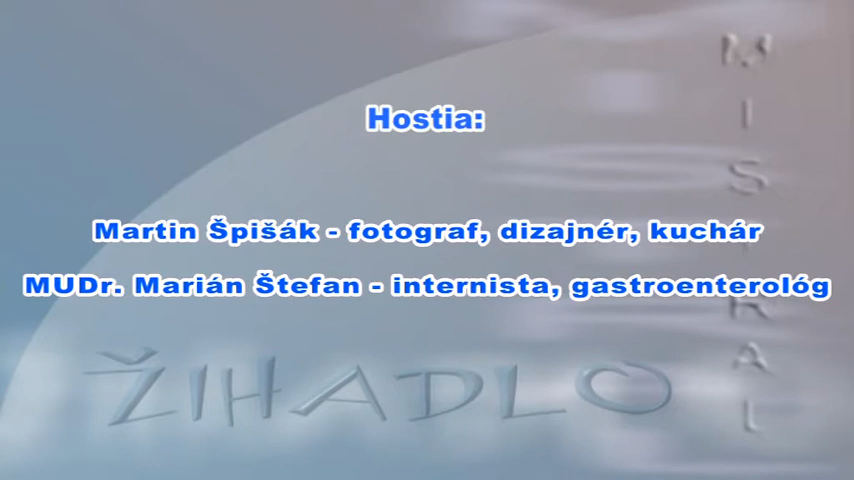 Hostia:
Martin Špišák - fotograf, dizajnér, kuchár
MUDr. Marián Štefan - internista, gastroenterológ
ŽIHADLO
MISTRAL